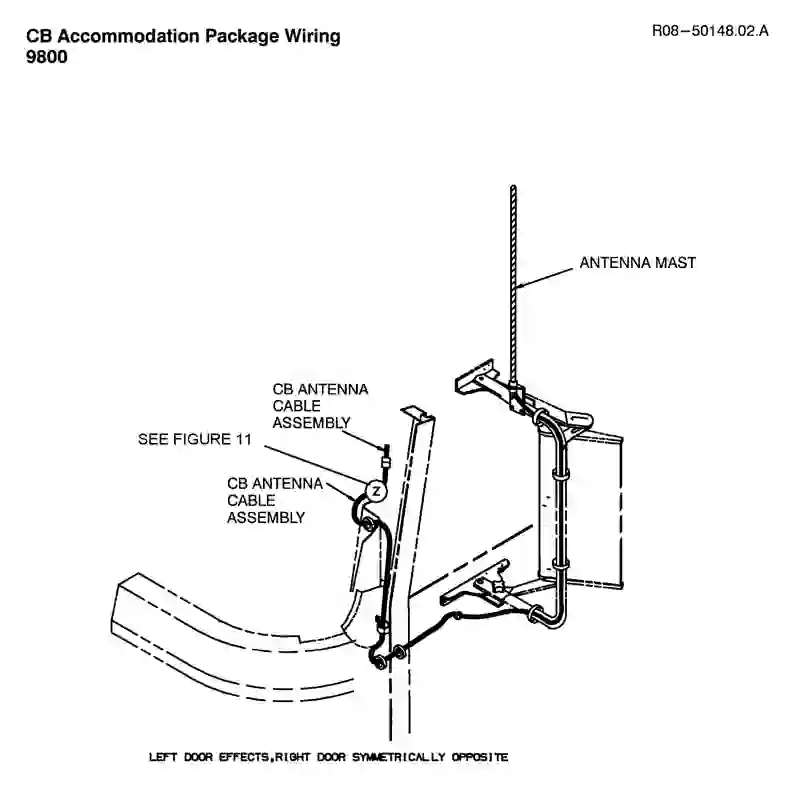 CB Accommodation Package Wiring
9800
R08-50148.02.A
ANTENNA MAST
CB ANTENNA
CABLE
ASSEMBLY
SEE FIGURE 11
CB ANTENNA
CABLE
ASSEMBLY
Z
LEFT DOOR EFFECTS,RIGHT DOOR SYMMETRICALLY OPPOSITE